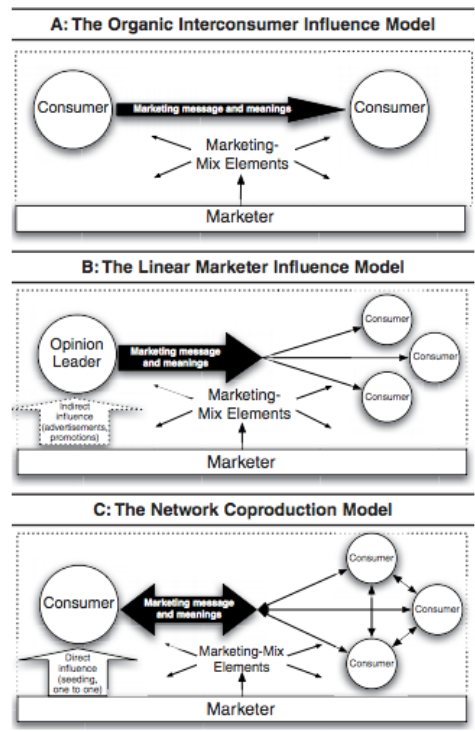 A: The Organic Interconsumer Influence Model
Consumer
Marketing message and meanings
Consumer
Marketing-
Mix Elements
Marketer
B: The Linear Marketer Influence Model
Opinion
Leader
Marketing message
and meanings
Consumer
Consumer
Consumer
Indirect
influence
(advertisements,
promotions)
Marketing-
Mix Elements
Marketer
C: The Network Coproduction Model
Consumer
Marketing message
and meanings
Consumer
Consumer
Consumer
Direct
influence
(seeding,
one to one)
Marketing-Mix
Elements
Marketer